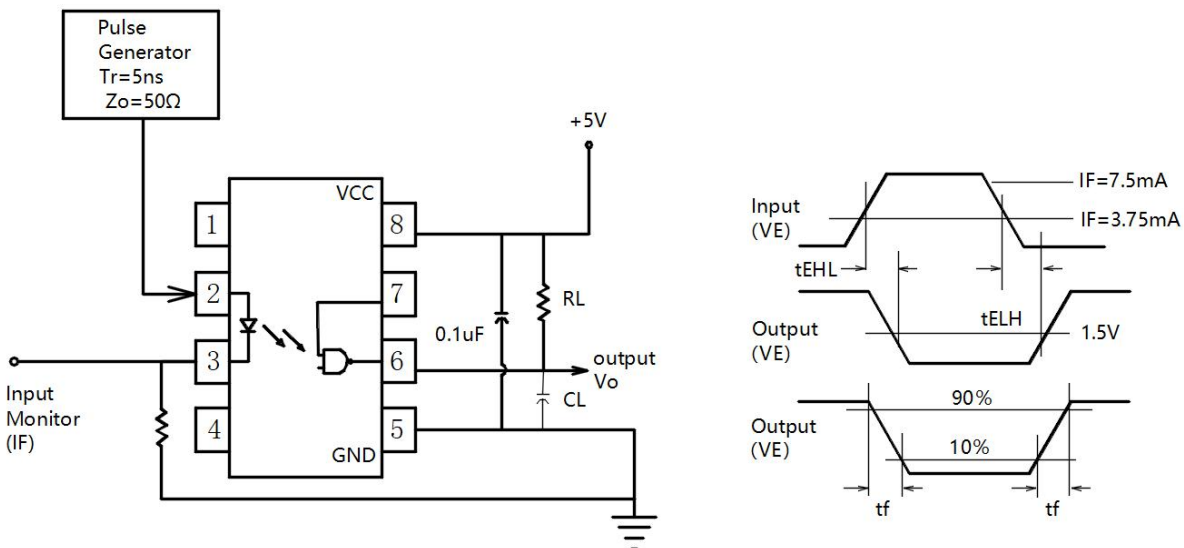 Pulse
Generator
Tr=5ns
Zo=50Ω
+5V
VCC
1
8
2
7
RL
0.1uF
3
6
output
Vo
CL
Input
Monitor
(IF)
4
5
GND
Input
(VE)
IF=7.5mA
IF=3.75mA
tEHL
Output
(VE)
tELH
1.5V
Output
(VE)
90%
10%
tf
tf